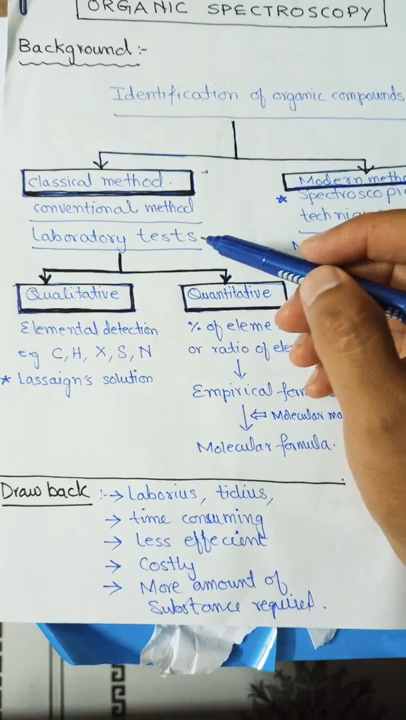 ORGANIC SPECTROSCOPY
Background:-
Identification of organic compounds
Classical method.
conventional method
Laboratory tests
Modern metho
* Spectroscopi
techni
Qualitative
Quantitative
Elemental detection
eg C, H, X, S, N
* Lassaign's solution
% of eleme
or ratio of ele
↓
Empirical for
↓ ⇐ Molecular ma
Molecular formula.
Draw back :-→ Laborius, tidius,
→ time consuming
→ Less effecient
→ Costly
→ More amount of
Substance required.